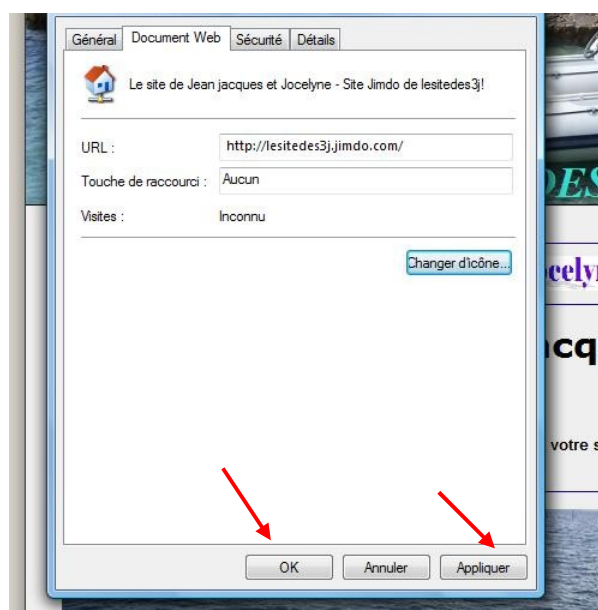 Général Document Web Sécurité Détails
Le site de Jean jacques et Jocelyne - Site Jimdo de lesitedes3j!
URL : http://lesitedes3j.jimdo.com/
Touche de raccourci : Aucun
Visites : Inconnu
Changer d'icône...
votre
OK Annuler Appliquer